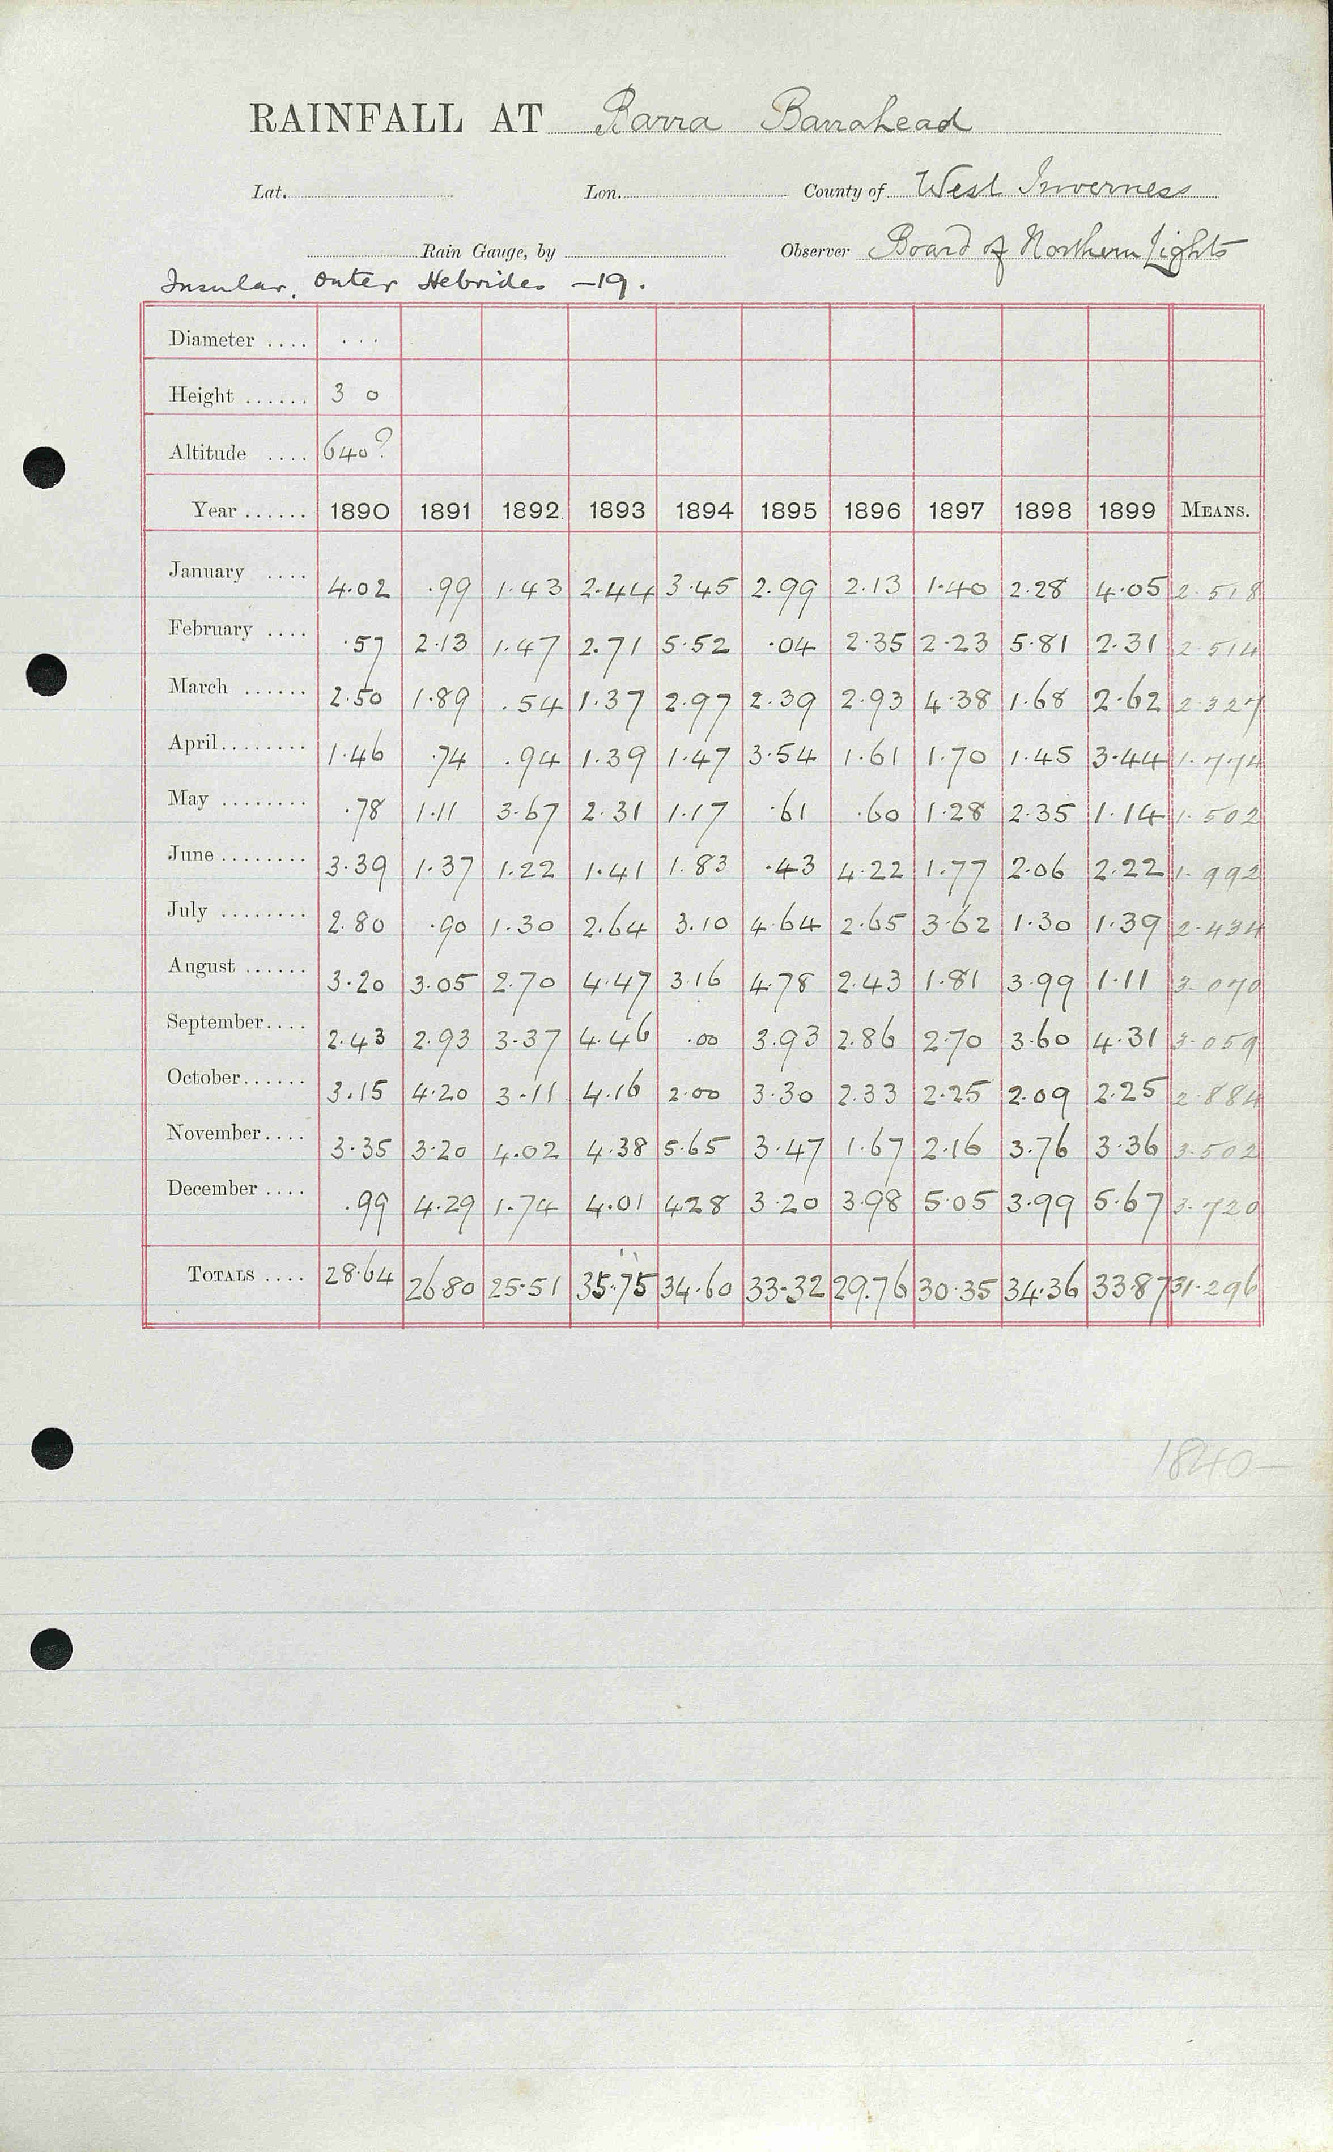 RAINFALL AT Barra Barrahead
Lat. Lon. County of West Inverness
Rain Gauge, by Observer Board of Northern Lights
Insular, Outer Hebrides -19.
Diameter .... ...
Height ...... 3 0
Altitude .... 640?
Year ...... 1890 1891 1892 1893 1894 1895 1896 1897 1898 1899 MEANS.
January .... 4.02 .99 1.43 2.44 3.45 2.99 2.13 1.40 2.28 4.05 2.518
February .... .57 2.13 1.47 2.71 5.52 .04 2.35 2.23 5.81 2.31 2.514
March ...... 2.50 1.89 .54 1.37 2.97 2.39 2.93 4.38 1.68 2.62 2.327
April........ 1.46 .74 .94 1.39 1.47 3.54 1.61 1.70 1.45 3.44 1.774
May ........ .78 1.11 3.67 2.31 1.17 .61 .60 1.28 2.35 1.14 1.502
June ........ 3.39 1.37 1.22 1.41 1.83 .43 4.22 1.77 2.06 2.22 1.992
July ........ 2.80 .90 1.30 2.64 3.10 4.64 2.65 3.62 1.30 1.39 2.434
August ...... 3.20 3.05 2.70 4.47 3.16 4.78 2.43 1.81 3.99 1.11 3.070
September.... 2.43 2.93 3.37 4.46 .00 3.93 2.86 2.70 3.60 4.31 3.059
October...... 3.15 4.20 3.11 4.16 2.00 3.30 2.33 2.25 2.09 2.25 2.884
November.... 3.35 3.20 4.02 4.38 5.65 3.47 1.67 2.16 3.76 3.36 3.502
December .... .99 4.29 1.74 4.01 4.28 3.20 3.98 5.05 3.99 5.67 3.720
TOTALS .... 28.64 26.80 25.51 35.75 34.60 33.32 29.76 30.35 34.36 33.87 31.296
1840-